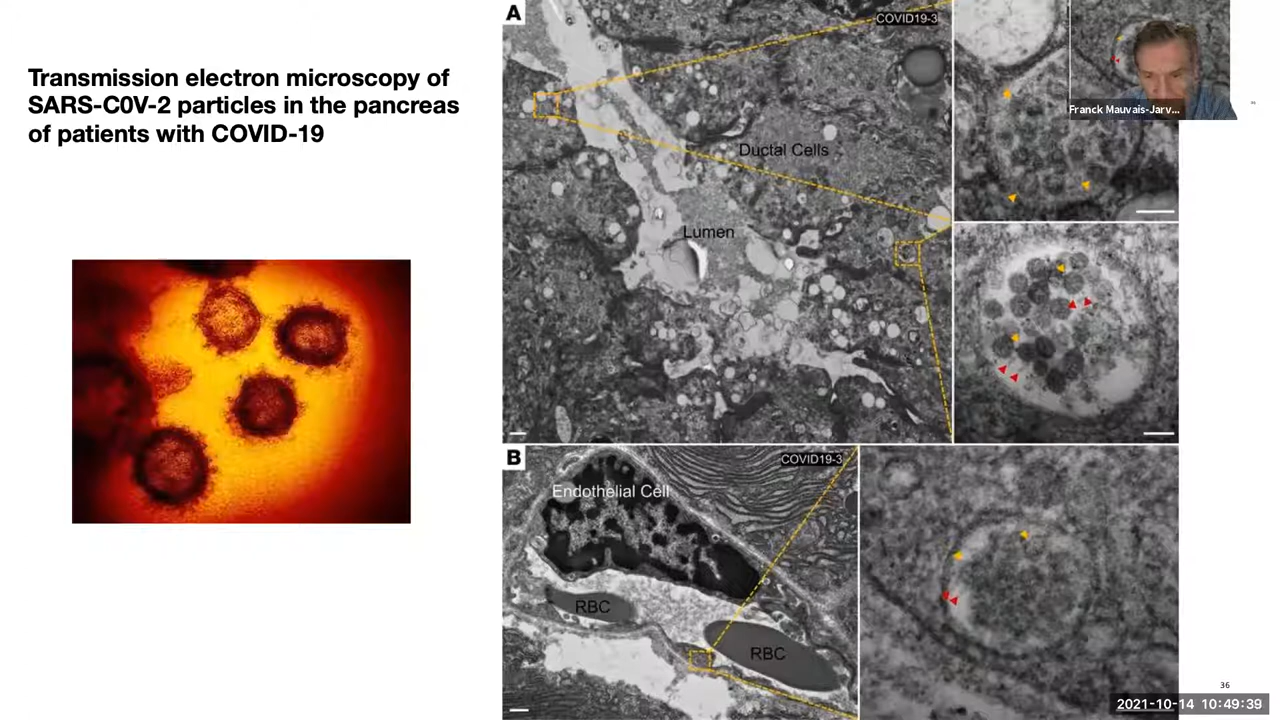 Transmission electron microscopy of
SARS-C0V-2 particles in the pancreas
of patients with COVID-19
A
COVID19-3
Ductal Cells
Lumen
Franck Mauvais-Jarv...
B
COVID19-3
Endothelial Cell
RBC
RBC
36
2021-10-14 10:49:39